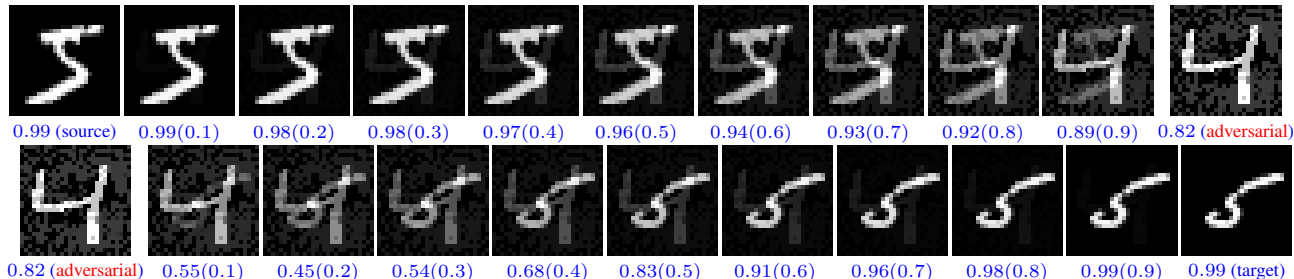 0.99 (source) 0.99(0.1) 0.98(0.2) 0.98(0.3) 0.97(0.4) 0.96(0.5) 0.94(0.6) 0.93(0.7) 0.92(0.8) 0.89(0.9) 0.82 (adversarial)
0.82 (adversarial) 0.55(0.1) 0.45(0.2) 0.54(0.3) 0.68(0.4) 0.83(0.5) 0.91(0.6) 0.96(0.7) 0.98(0.8) 0.99(0.9) 0.99 (target)